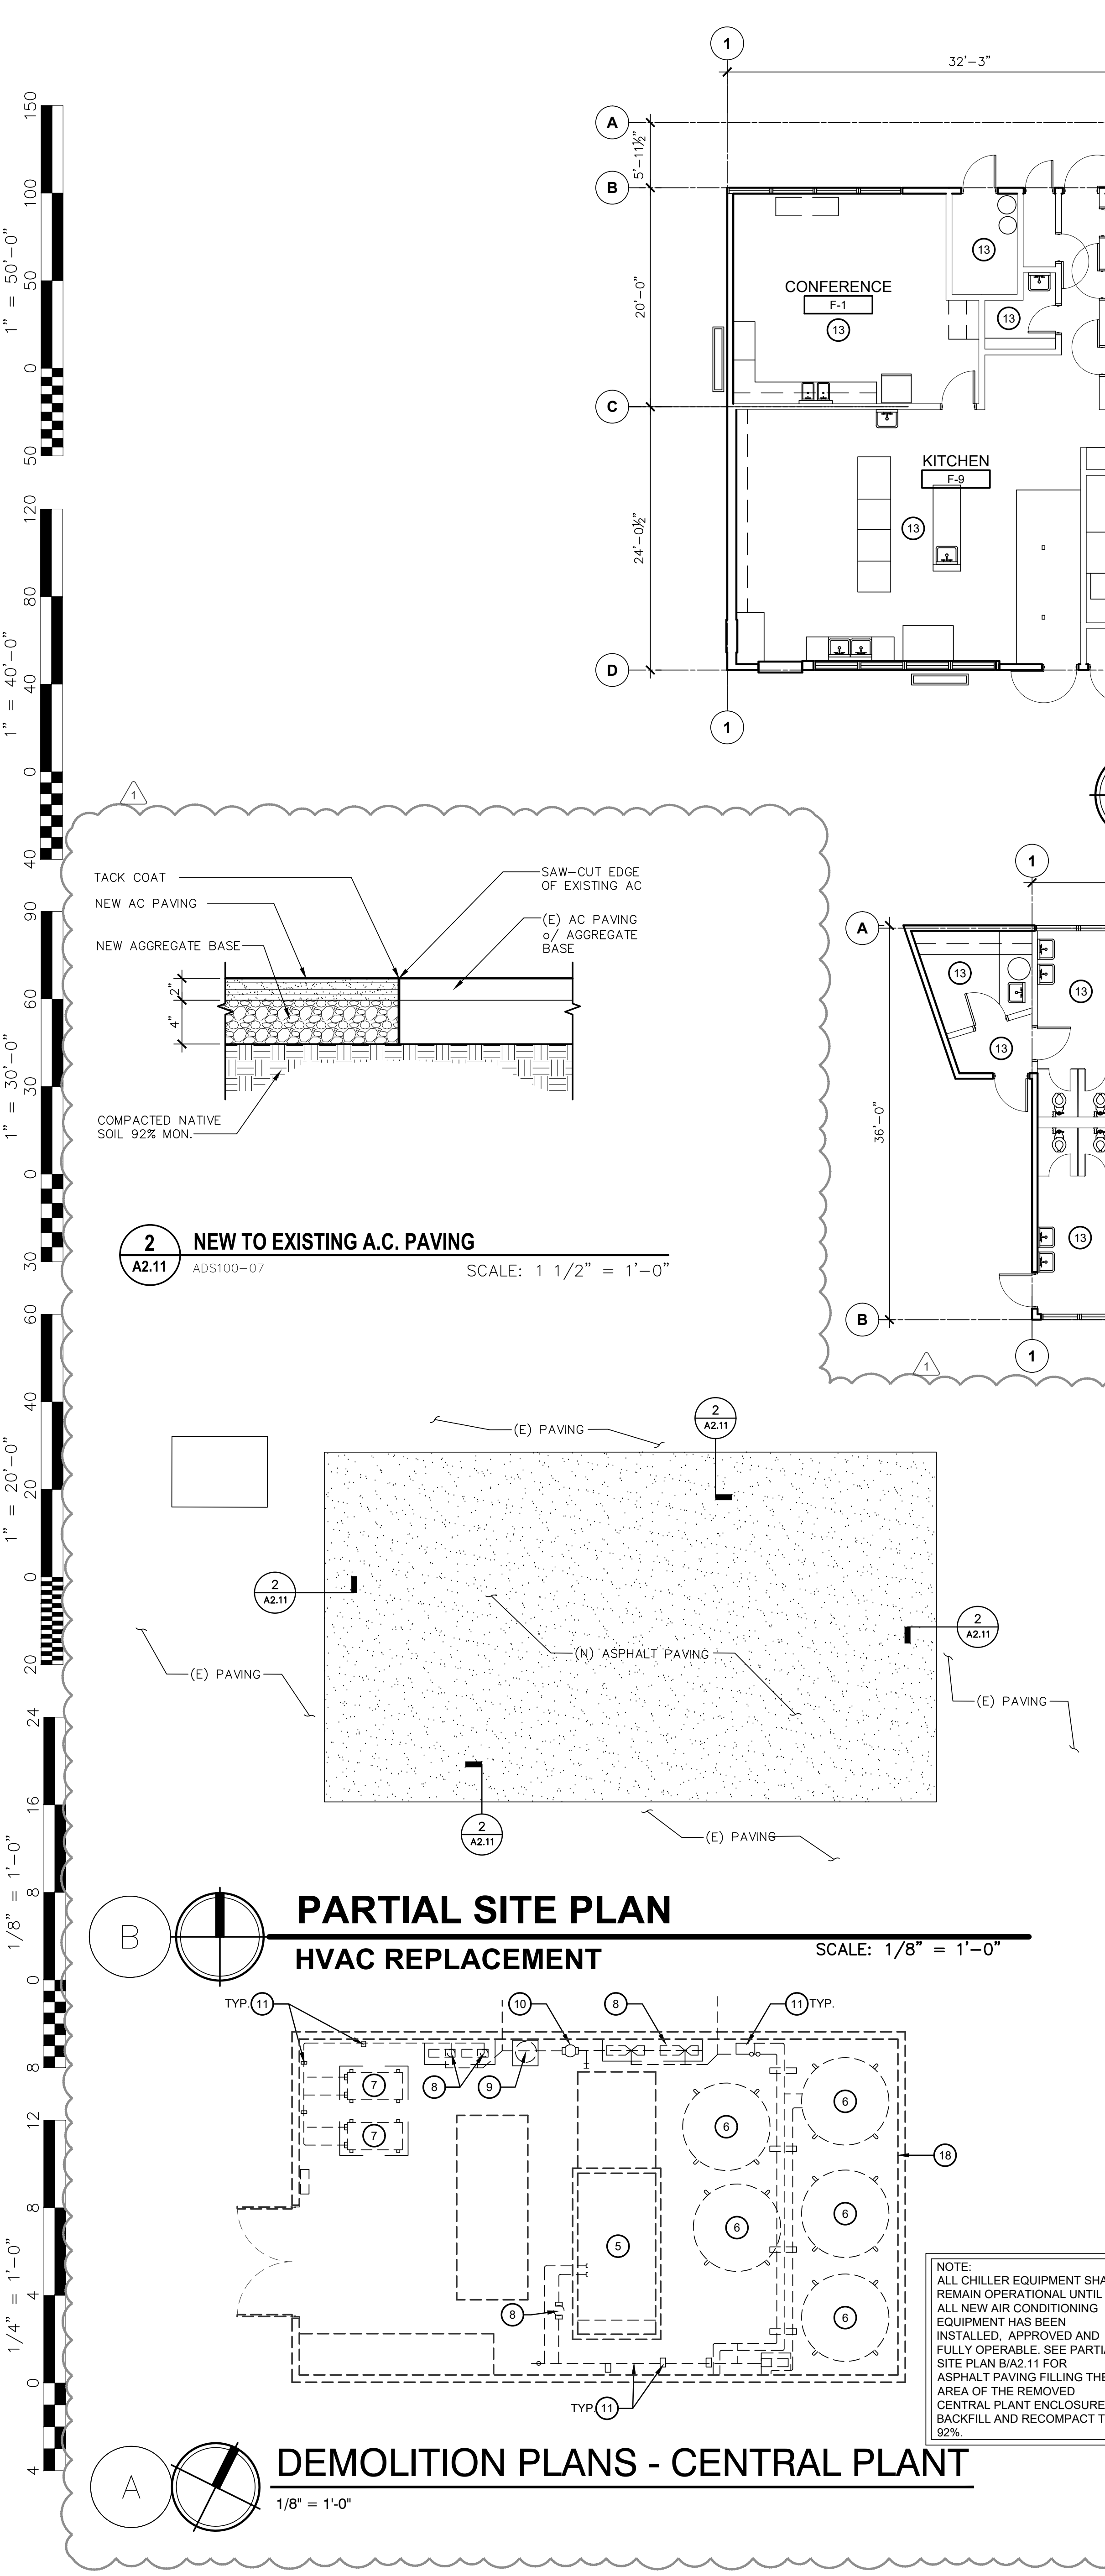 1
32'-3"
A
5'-11½"
B
20'-0"
C
24'-0½"
D
1
CONFERENCE
F-1
13
13
13
KITCHEN
F-9
13
150
100
50
0
50
1" = 50'-0"
120
80
40
0
40
1" = 40'-0"
90
60
30
0
30
1" = 30'-0"
60
40
20
0
20
1" = 20'-0"
24
16
8
0
8
1/8" = 1'-0"
12
8
4
0
4
1/4" = 1'-0"
1
TACK COAT
NEW AC PAVING
NEW AGGREGATE BASE
SAW-CUT EDGE
OF EXISTING AC
(E) AC PAVING
o/ AGGREGATE
BASE
2"
4"
COMPACTED NATIVE
SOIL 92% MON.
2
A2.11
NEW TO EXISTING A.C. PAVING
ADS100-07
SCALE: 1 1/2" = 1'-0"
1
A
36'-0"
B
1
13
13
13
13
1
2
A2.11
(E) PAVING
2
A2.11
(N) ASPHALT PAVING
2
A2.11
(E) PAVING
(E) PAVING
2
A2.11
(E) PAVING
B
PARTIAL SITE PLAN
HVAC REPLACEMENT
SCALE: 1/8" = 1'-0"
TYP. 11
10
8
11 TYP.
7
8
9
7
6
6
18
6
6
5
8
6
TYP. 11
NOTE:
ALL CHILLER EQUIPMENT SHA
REMAIN OPERATIONAL UNTIL
ALL NEW AIR CONDITIONING
EQUIPMENT HAS BEEN
INSTALLED, APPROVED AND
FULLY OPERABLE. SEE PARTIA
SITE PLAN B/A2.11 FOR
ASPHALT PAVING FILLING THE
AREA OF THE REMOVED
CENTRAL PLANT ENCLOSURE
BACKFILL AND RECOMPACT T
92%.
A
DEMOLITION PLANS - CENTRAL PLANT
1/8" = 1'-0"